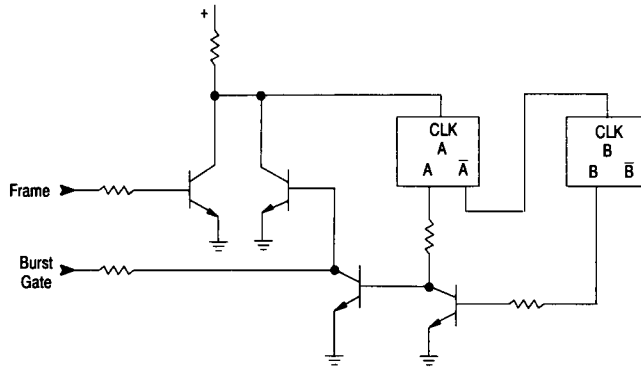 +
CLK
A
A A̅
CLK
B
B B̅
Frame
Burst
Gate